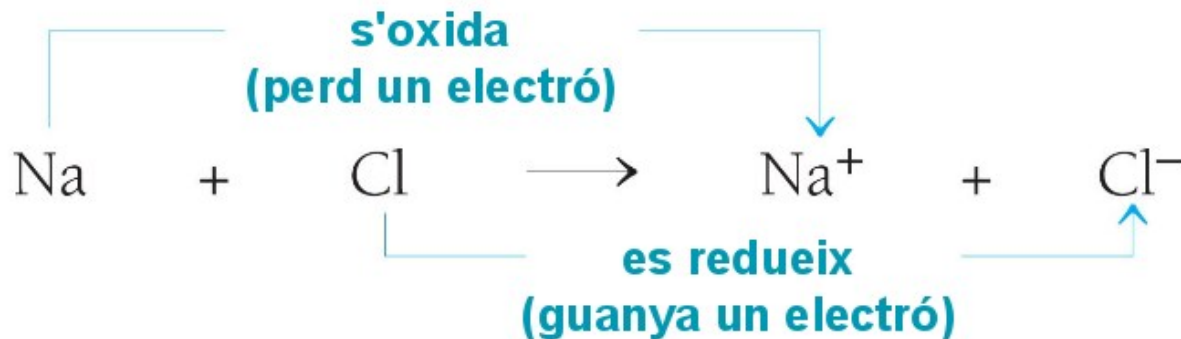 s'oxida
(perd un electró)
Na + Cl → Na⁺ + Cl⁻
es redueix
(guanya un electró)